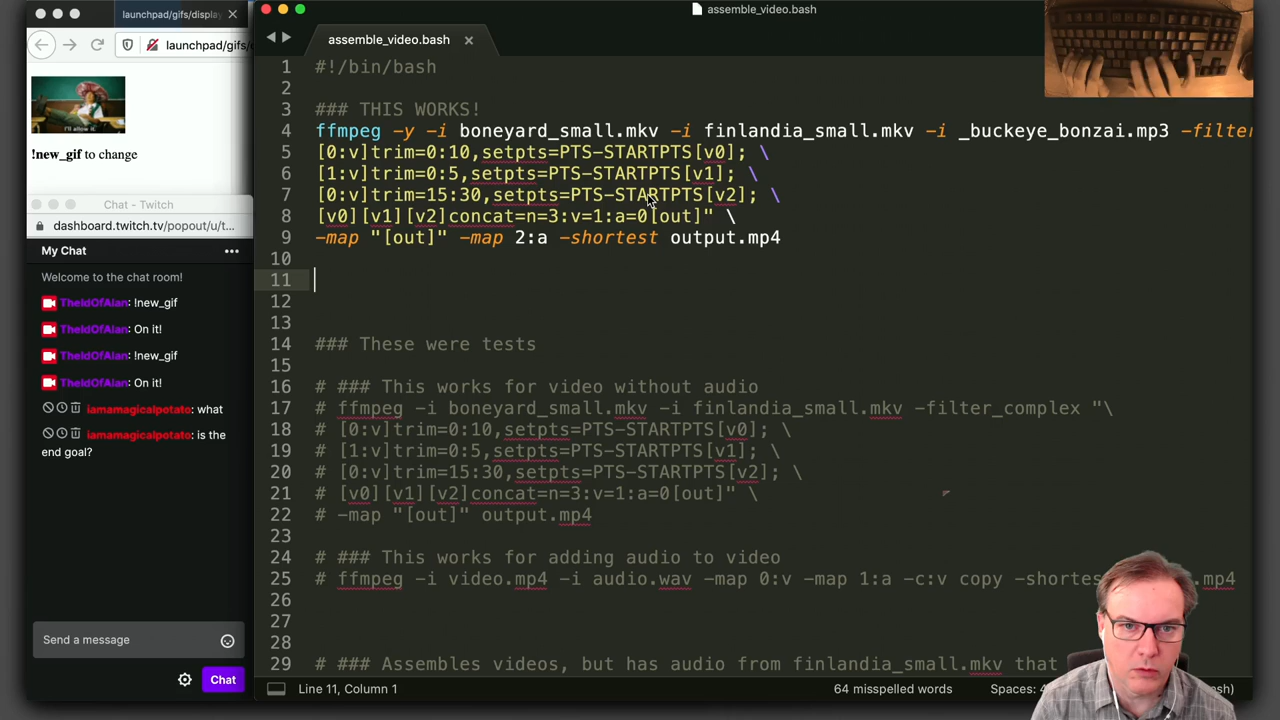 launchpad/gifs/display
launchpad/gifs/
I'll allow it.
!new_gif to change
Chat - Twitch
dashboard.twitch.tv/popout/u/t...
My Chat
Welcome to the chat room!
TheIdOfAlan: !new_gif
TheIdOfAlan: On it!
TheIdOfAlan: !new_gif
TheIdOfAlan: On it!
iamamagicalpotato: what
iamamagicalpotato: is the
end goal?
Send a message
Chat
assemble_video.bash
assemble_video.bash
1 #!/bin/bash
2
3 ### THIS WORKS!
4 ffmpeg -y -i boneyard_small.mkv -i finlandia_small.mkv -i _buckeye_bonzai.mp3 -filter
5 [0:v]trim=0:10,setpts=PTS-STARTPTS[v0]; \
6 [1:v]trim=0:5,setpts=PTS-STARTPTS[v1]; \
7 [0:v]trim=15:30,setpts=PTS-STARTPTS[v2]; \
8 [v0][v1][v2]concat=n=3:v=1:a=0[out]" \
9 -map "[out]" -map 2:a -shortest output.mp4
10
11
12
13
14 ### These were tests
15
16 # ### This works for video without audio
17 # ffmpeg -i boneyard_small.mkv -i finlandia_small.mkv -filter_complex "\
18 # [0:v]trim=0:10,setpts=PTS-STARTPTS[v0]; \
19 # [1:v]trim=0:5,setpts=PTS-STARTPTS[v1]; \
20 # [0:v]trim=15:30,setpts=PTS-STARTPTS[v2]; \
21 # [v0][v1][v2]concat=n=3:v=1:a=0[out]" \
22 # -map "[out]" output.mp4
23
24 # ### This works for adding audio to video
25 # ffmpeg -i video.mp4 -i audio.wav -map 0:v -map 1:a -c:v copy -shortes .mp4
26
27
28
29 # ### Assembles videos, but has audio from finlandia_small.mkv that
Line 11, Column 1
64 misspelled words
Spaces: 4